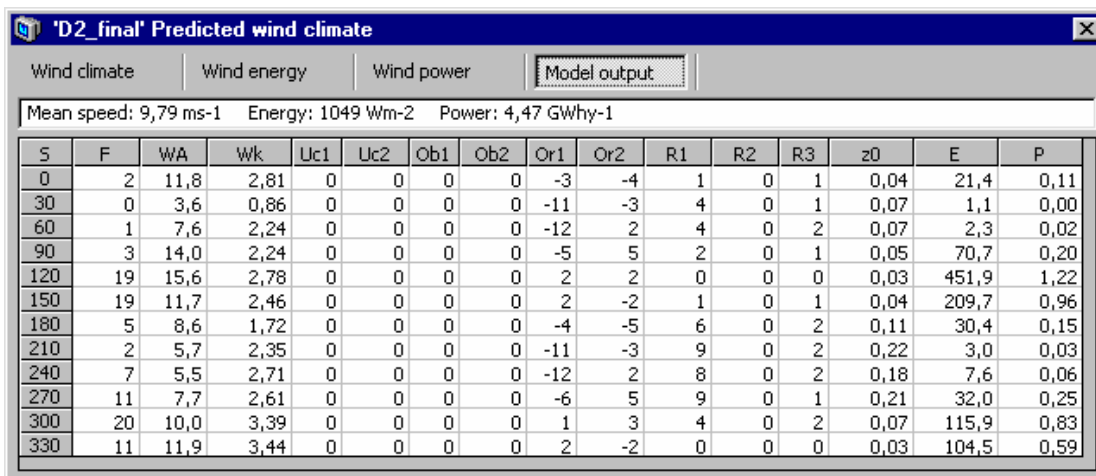 'D2_final' Predicted wind climate
Wind climate Wind energy Wind power Model output
Mean speed: 9,79 ms-1 Energy: 1049 Wm-2 Power: 4,47 GWhy-1
S F WA Wk Uc1 Uc2 Ob1 Ob2 Or1 Or2 R1 R2 R3 z0 E P
0 2 11,8 2,81 0 0 0 0 -3 -4 1 0 1 0,04 21,4 0,11
30 0 3,6 0,86 0 0 0 0 -11 -3 4 0 1 0,07 1,1 0,00
60 1 7,6 2,24 0 0 0 0 -12 2 4 0 2 0,07 2,3 0,02
90 3 14,0 2,24 0 0 0 0 -5 5 2 0 1 0,05 70,7 0,20
120 19 15,6 2,78 0 0 0 0 2 2 0 0 0 0,03 451,9 1,22
150 19 11,7 2,46 0 0 0 0 2 -2 1 0 1 0,04 209,7 0,96
180 5 8,6 1,72 0 0 0 0 -4 -5 6 0 2 0,11 30,4 0,15
210 2 5,7 2,35 0 0 0 0 -11 -3 9 0 2 0,22 3,0 0,03
240 7 5,5 2,71 0 0 0 0 -12 2 8 0 2 0,18 7,6 0,06
270 11 7,7 2,61 0 0 0 0 -6 5 9 0 1 0,21 32,0 0,25
300 20 10,0 3,39 0 0 0 0 1 3 4 0 2 0,07 115,9 0,83
330 11 11,9 3,44 0 0 0 0 2 -2 0 0 0 0,03 104,5 0,59